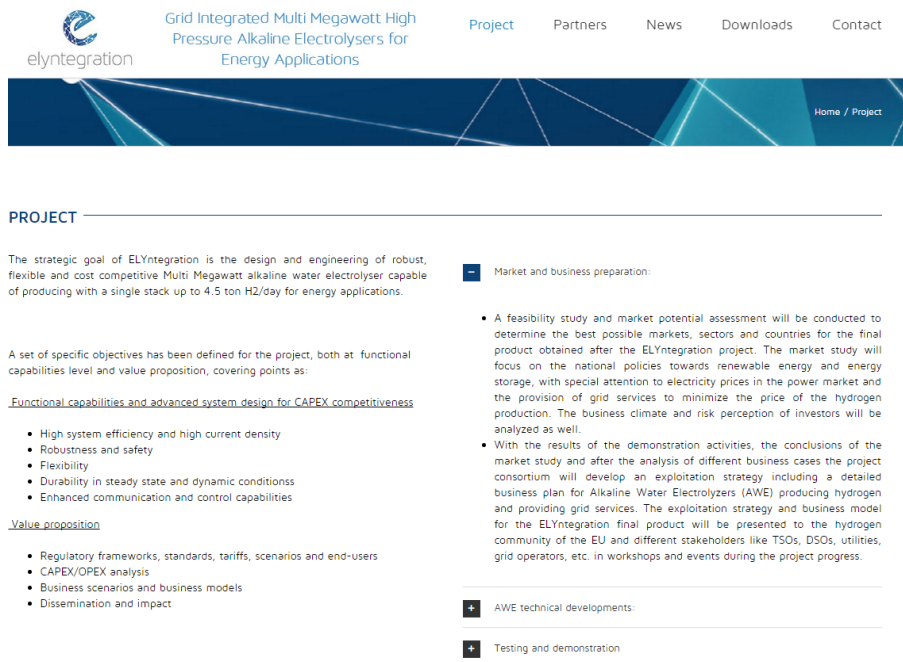 elyntegration
Grid Integrated Multi Megawatt High
Pressure Alkaline Electrolysers for
Energy Applications
Project
Partners
News
Downloads
Contact
Home / Project
PROJECT
The strategic goal of ELYntegration is the design and engineering of robust,
flexible and cost competitive Multi Megawatt alkaline water electrolyser capable
of producing with a single stack up to 4.5 ton H2/day for energy applications.
A set of specific objectives has been defined for the project, both at functional
capabilities level and value proposition, covering points as:
Functional capabilities and advanced system design for CAPEX competitiveness
High system efficiency and high current density
Robustness and safety
Flexibility
Durability in steady state and dynamic conditionss
Enhanced communication and control capabilities
Value proposition
Regulatory frameworks, standards, tariffs, scenarios and end-users
CAPEX/OPEX analysis
Business scenarios and business models
Dissemination and impact
Market and business preparation:
A feasibility study and market potential assessment will be conducted to
determine the best possible markets, sectors and countries for the final
product obtained after the ELYntegration project. The market study will
focus on the national policies towards renewable energy and energy
storage, with special attention to electricity prices in the power market and
the provision of grid services to minimize the price of the hydrogen
production. The business climate and risk perception of investors will be
analyzed as well.
With the results of the demonstration activities, the conclusions of the
market study and after the analysis of different business cases the project
consortium will develop an exploitation strategy including a detailed
business plan for Alkaline Water Electrolyzers (AWE) producing hydrogen
and providing grid services. The exploitation strategy and business model
for the ELYntegration final product will be presented to the hydrogen
community of the EU and different stakeholders like TSOs, DSOs, utilities,
grid operators, etc. in workshops and events during the project progress.
AWE technical developments:
Testing and demonstration